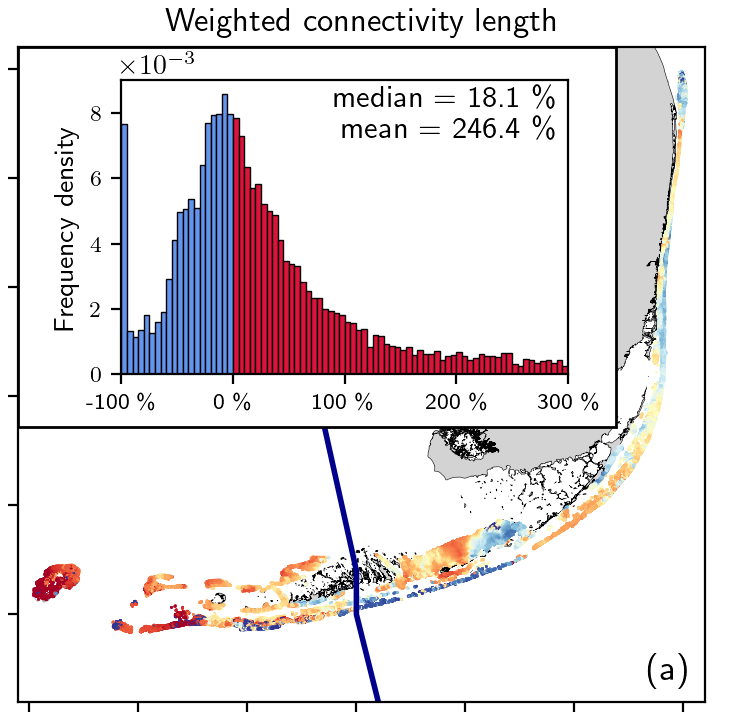 Weighted connectivity length
×10⁻³
median = 18.1 %
mean = 246.4 %
Frequency density
8
6
4
2
0
-100 % 0 % 100 % 200 % 300 %
(a)